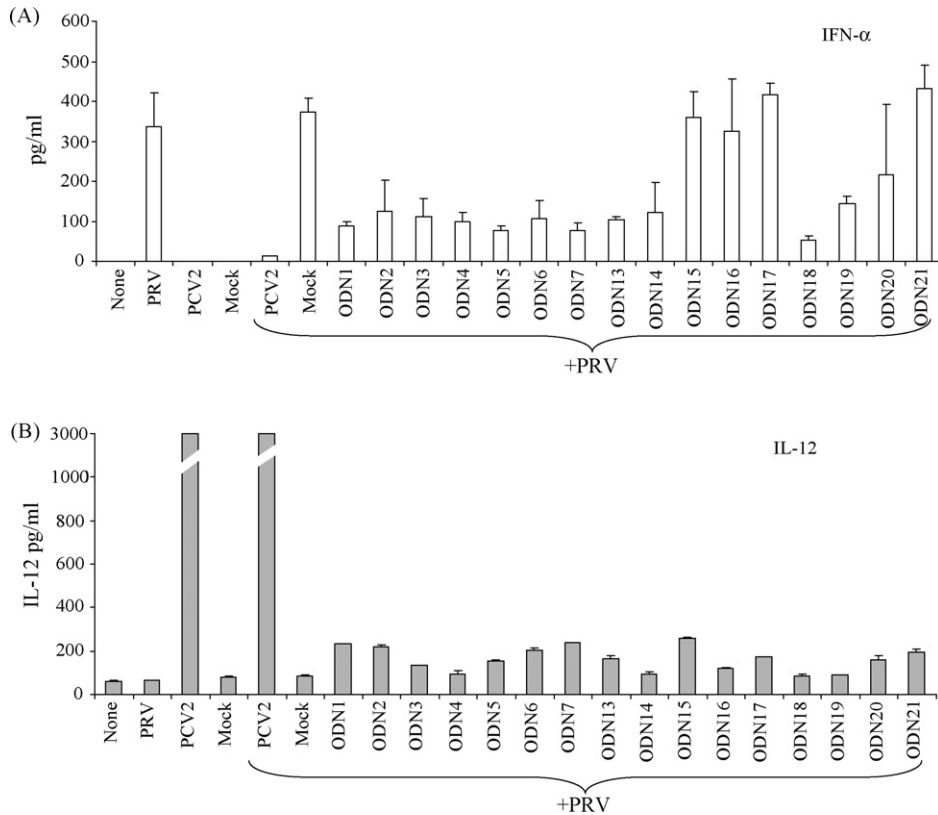 (A)
IFN-α
pg/ml
600
500
400
300
200
100
0
None
PRV
PCV2
Mock
PCV2
Mock
ODN1
ODN2
ODN3
ODN4
ODN5
ODN6
ODN7
ODN13
ODN14
ODN15
ODN16
ODN17
ODN18
ODN19
ODN20
ODN21
+PRV
(B)
IL-12
IL-12 pg/ml
3000
1000
800
600
400
200
0
None
PRV
PCV2
Mock
PCV2
Mock
ODN1
ODN2
ODN3
ODN4
ODN5
ODN6
ODN7
ODN13
ODN14
ODN15
ODN16
ODN17
ODN18
ODN19
ODN20
ODN21
+PRV